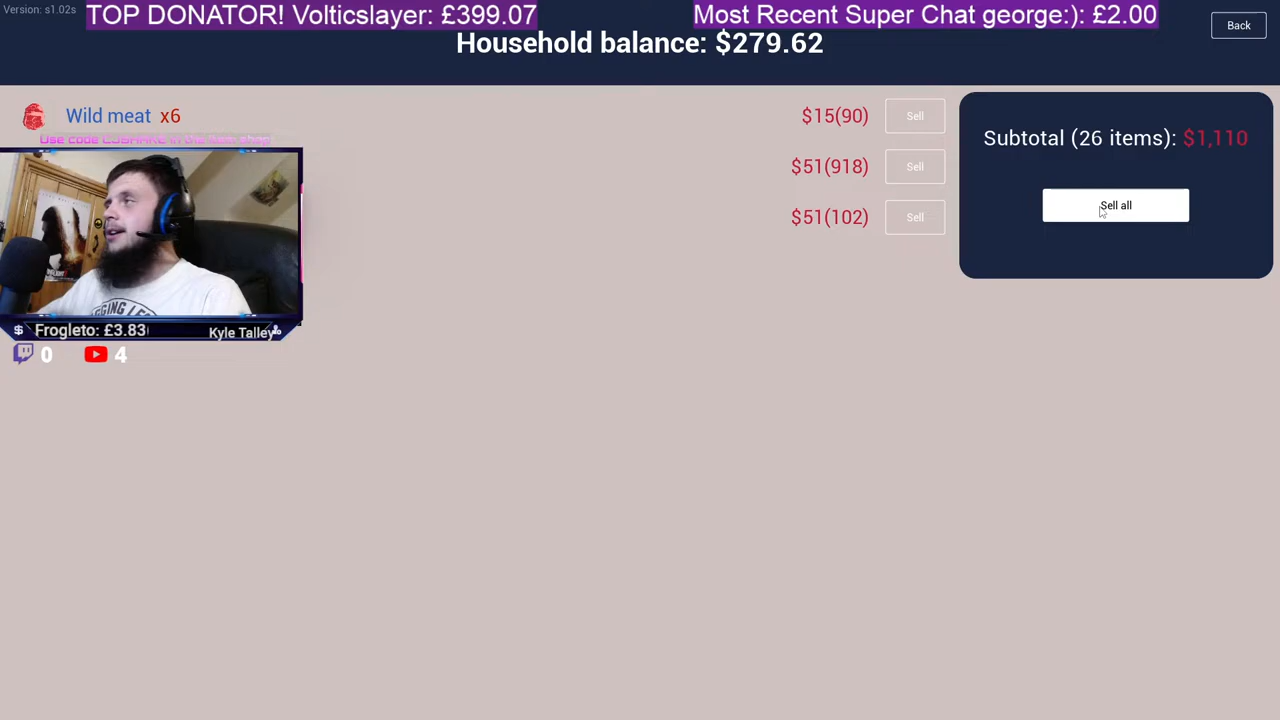 Version: s1.02s
TOP DONATOR! Volticslayer: £399.07
Most Recent Super Chat george:): £2.00
Back
Household balance: $279.62
Wild meat x6
$15(90)
Sell
$51(918)
Sell
$51(102)
Sell
Subtotal (26 items): $1,110
Sell all
Frogleto: £3.83
Kyle Talley
0
4